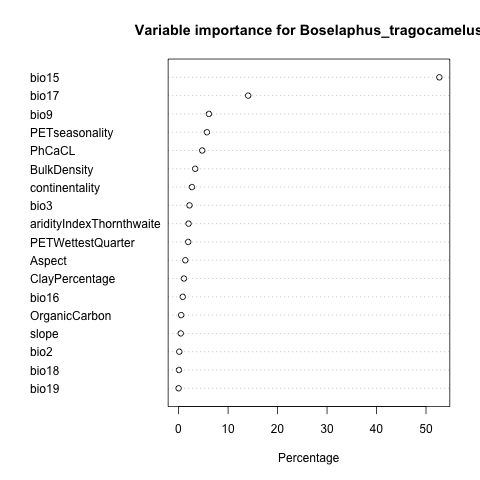 Variable importance for Boselaphus_tragocamelus
bio15
bio17
bio9
PETseasonality
PhCaCL
BulkDensity
continentality
bio3
aridityIndexThornthwaite
PETWettestQuarter
Aspect
ClayPercentage
bio16
OrganicCarbon
slope
bio2
bio18
bio19
0 10 20 30 40 50
Percentage